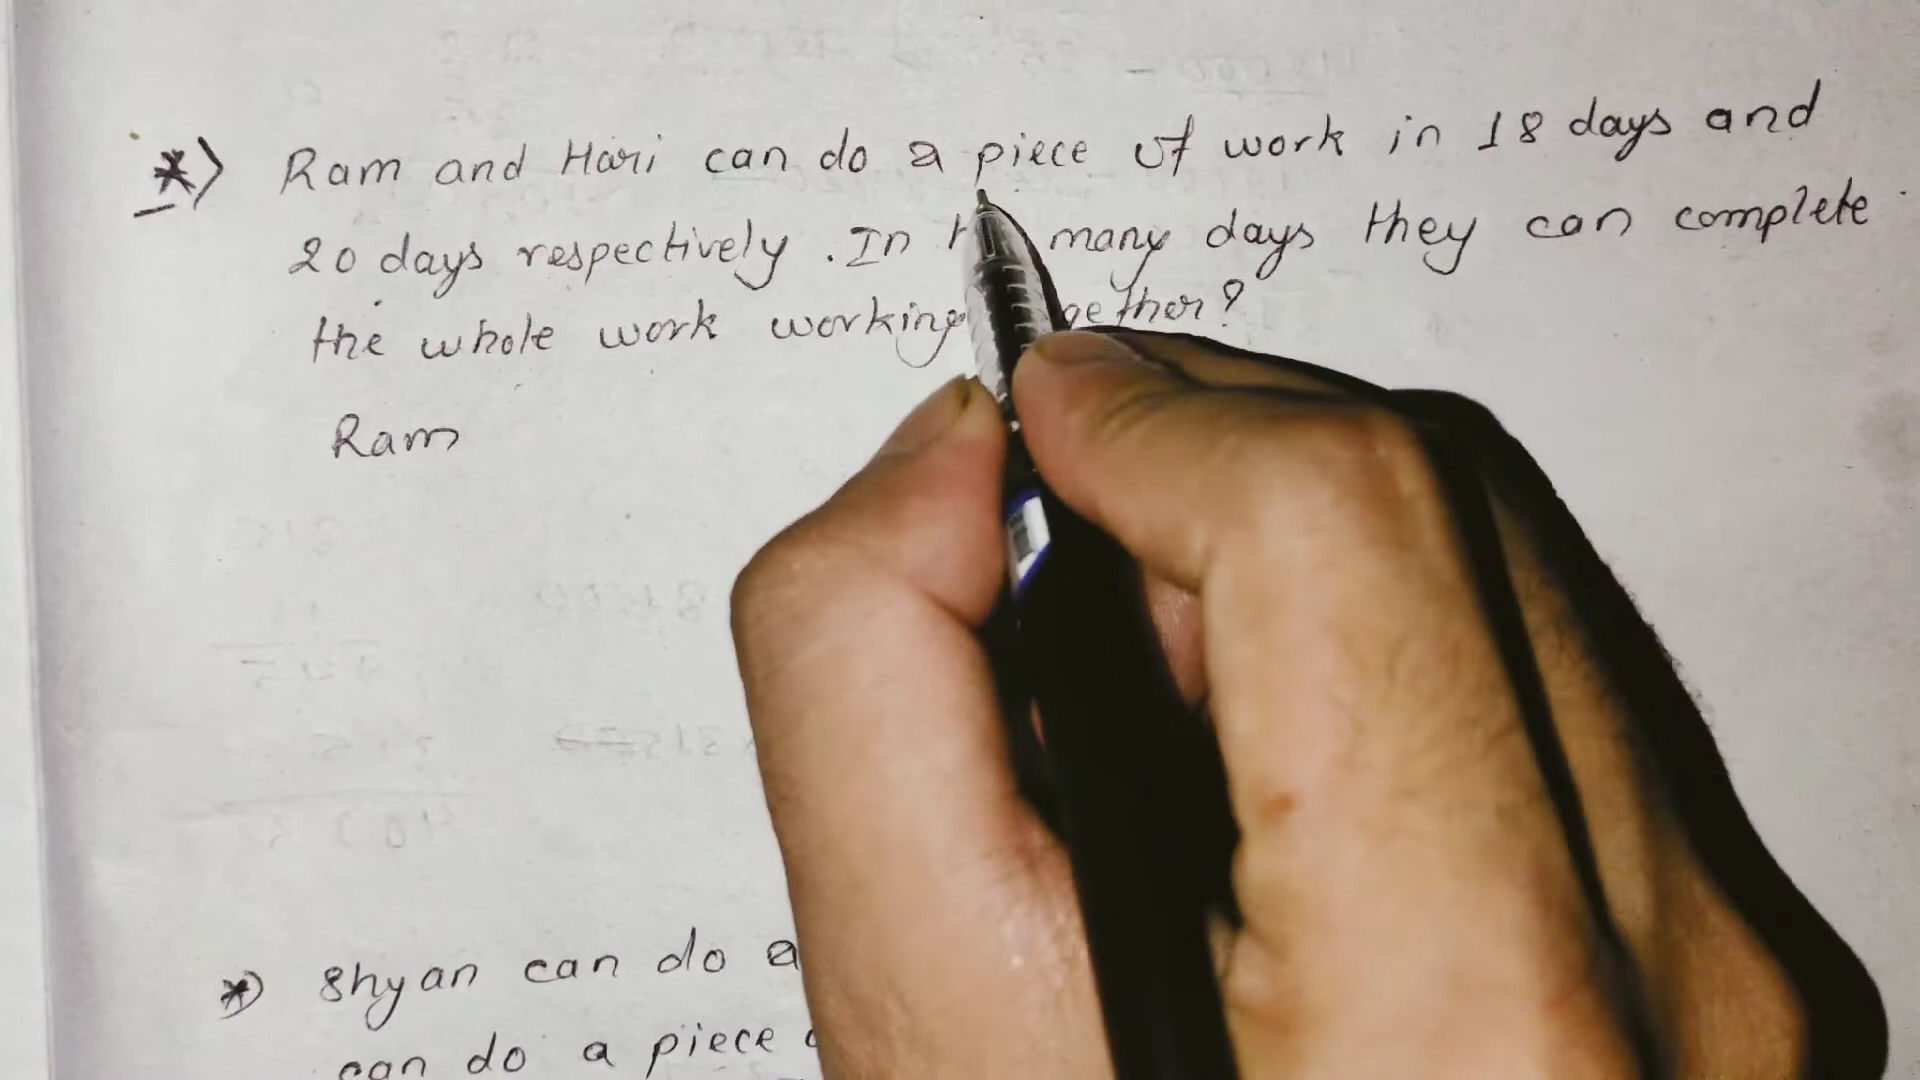 *) Ram and Hari can do a piece of work in 18 days and
20 days respectively. In many days they can complete
the whole work working
Ram
*) Shyan can do a
can do a piece